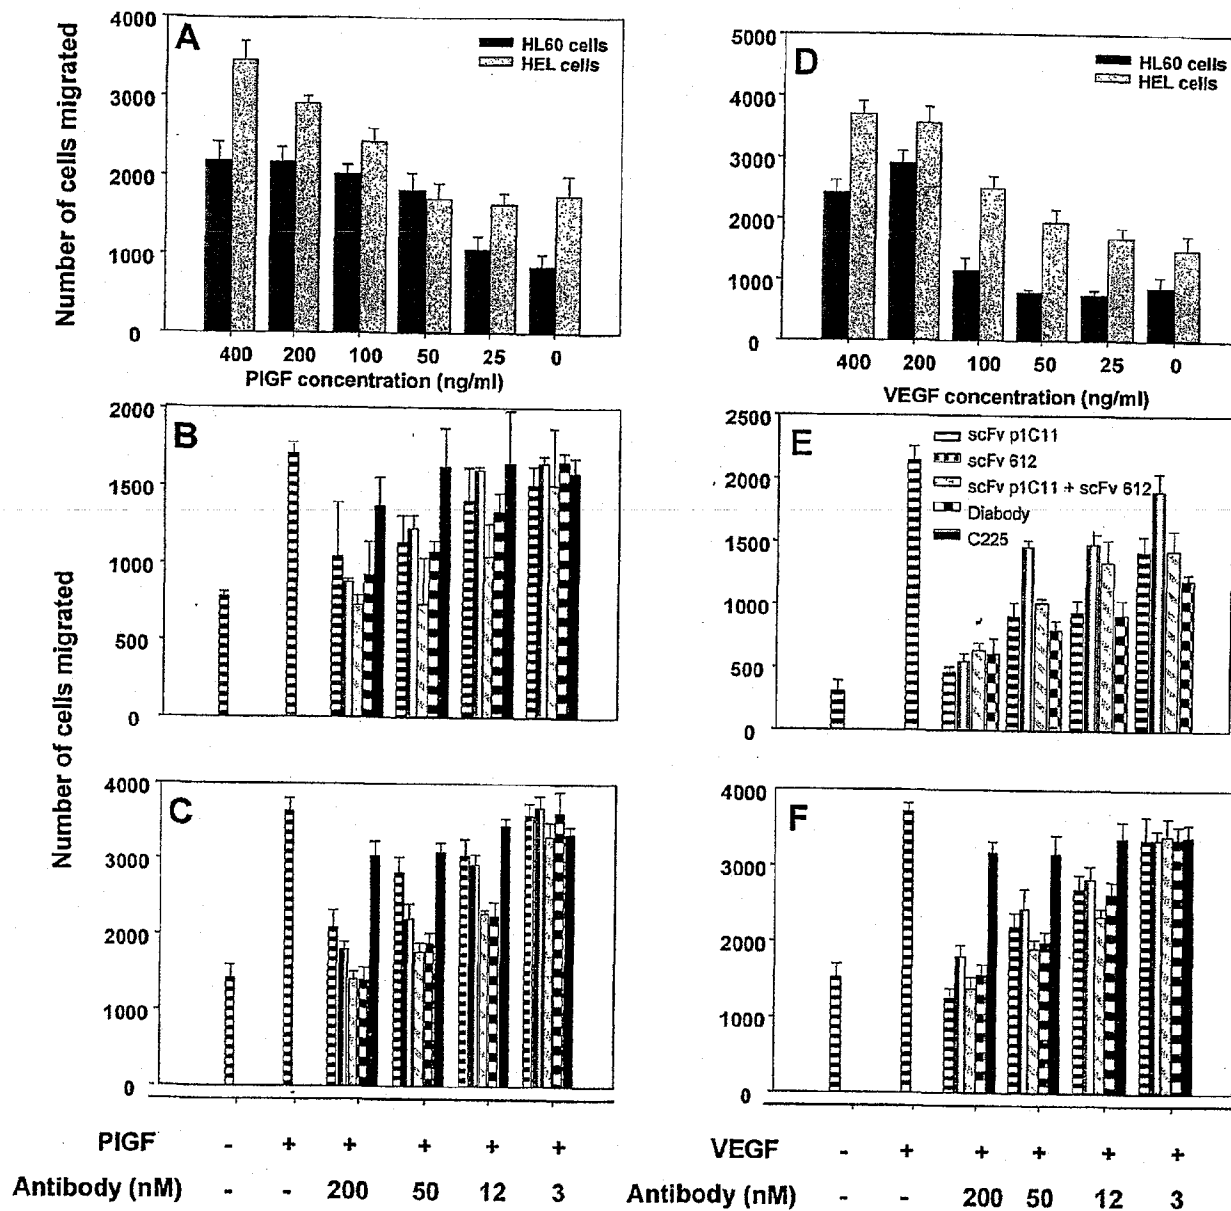 A
HL60 cells
HEL cells
Number of cells migrated
4000
3000
2000
1000
0
400 200 100 50 25 0
PIGF concentration (ng/ml)
D
HL60 cells
HEL cells
5000
4000
3000
2000
1000
0
400 200 100 50 25 0
VEGF concentration (ng/ml)
B
2000
1500
1000
500
0
Number of cells migrated
E
scFv p1C11
scFv 612
scFv p1C11 + scFv 612
Diabody
C225
2500
2000
1500
1000
500
0
C
4000
3000
2000
1000
0
F
4000
3000
2000
1000
0
PIGF - + + + + +
Antibody (nM) - - 200 50 12 3
VEGF - + + + + +
Antibody (nM) - - 200 50 12 3